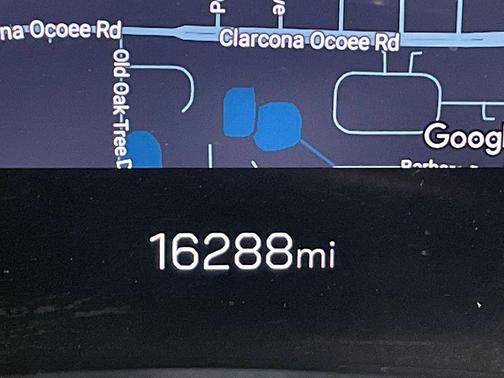 na Ocoee Rd
Clarcona Ocoee Rd
Old Oak Tree D
Goog
16288mi